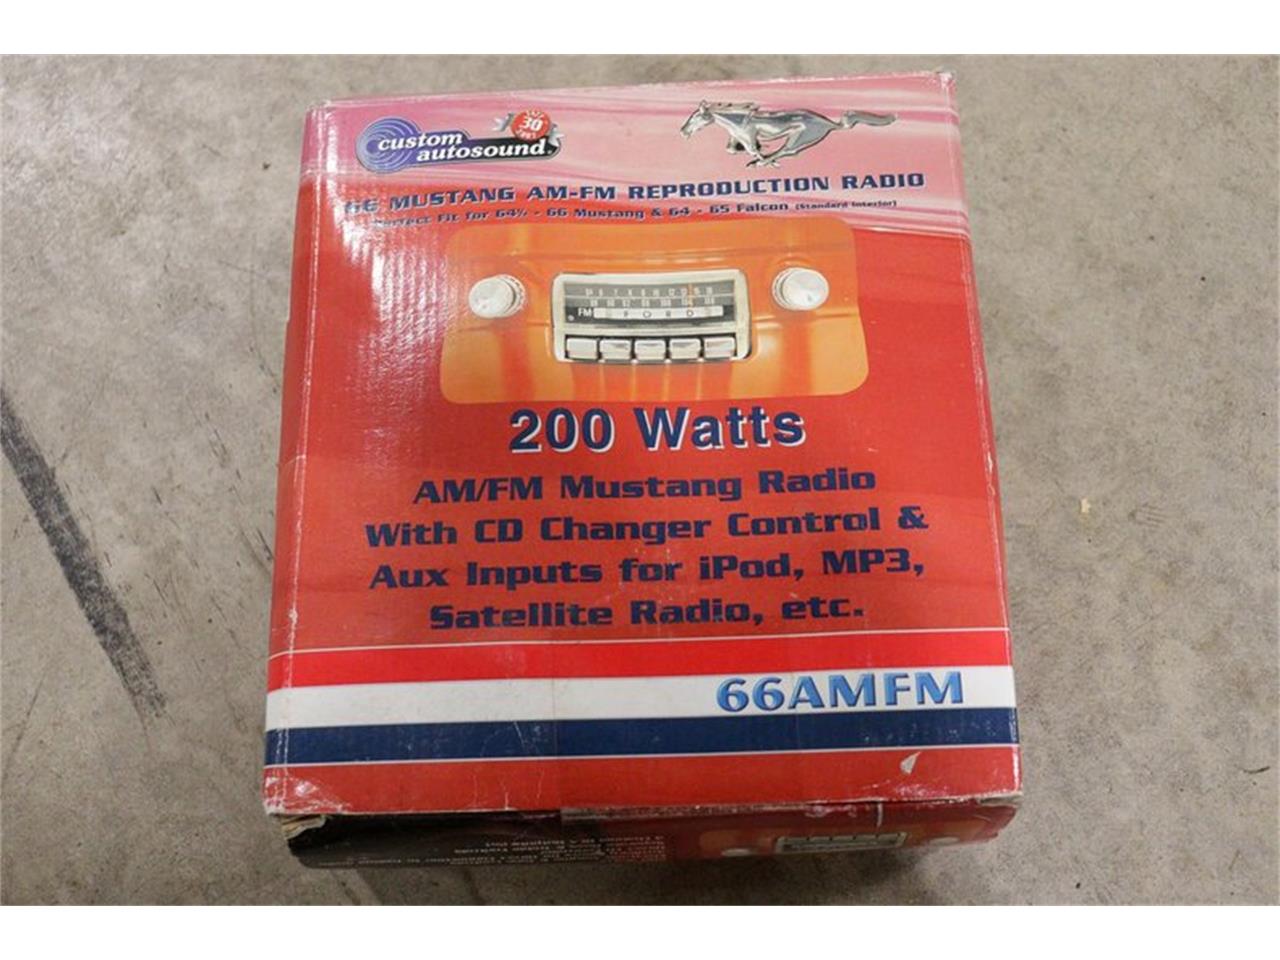 custom
autosound
30
66 MUSTANG AM-FM REPRODUCTION RADIO
Perfect Fit for 64½ - 66 Mustang & 64 - 65 Falcon (Standard Interior)
FM FORD
200 Watts
AM/FM Mustang Radio
With CD Changer Control &
Aux Inputs for iPod, MP3,
Satellite Radio, etc.
66AMFM